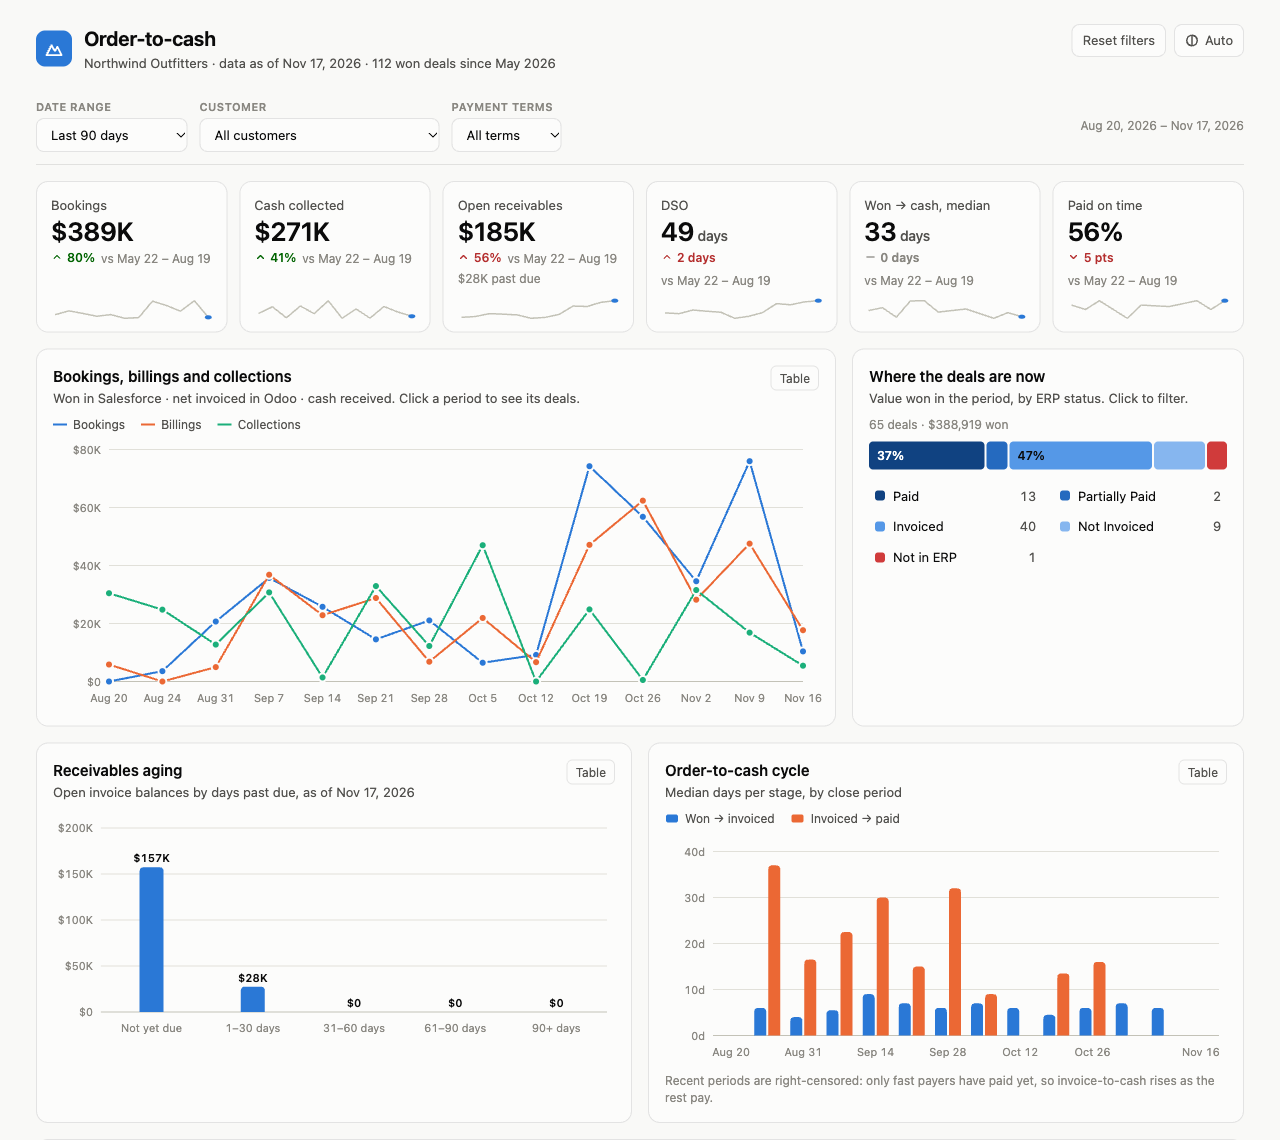 Order-to-cash
Northwind Outfitters · data as of Nov 17, 2026 · 112 won deals since May 2026
Reset filters
Auto
DATE RANGE
CUSTOMER
PAYMENT TERMS
Last 90 days
All customers
All terms
Aug 20, 2026 – Nov 17, 2026
Bookings
$389K
80% vs May 22 – Aug 19
Cash collected
$271K
41% vs May 22 – Aug 19
Open receivables
$185K
56% vs May 22 – Aug 19
$28K past due
DSO
49 days
2 days
vs May 22 – Aug 19
Won → cash, median
33 days
– 0 days
vs May 22 – Aug 19
Paid on time
56%
5 pts
vs May 22 – Aug 19
Bookings, billings and collections
Table
Won in Salesforce · net invoiced in Odoo · cash received. Click a period to see its deals.
Bookings
Billings
Collections
$80K
$60K
$40K
$20K
$0
Aug 20 Aug 24 Aug 31 Sep 7 Sep 14 Sep 21 Sep 28 Oct 5 Oct 12 Oct 19 Oct 26 Nov 2 Nov 9 Nov 16
Where the deals are now
Value won in the period, by ERP status. Click to filter.
65 deals · $388,919 won
37%
47%
Paid 13
Partially Paid 2
Invoiced 40
Not Invoiced 9
Not in ERP 1
Receivables aging
Table
Open invoice balances by days past due, as of Nov 17, 2026
$200K
$150K
$100K
$50K
$0
$157K
$28K
$0
$0
$0
Not yet due 1–30 days 31–60 days 61–90 days 90+ days
Order-to-cash cycle
Table
Median days per stage, by close period
Won → invoiced
Invoiced → paid
40d
30d
20d
10d
0d
Aug 20 Aug 31 Sep 14 Sep 28 Oct 12 Oct 26 Nov 16
Recent periods are right-censored: only fast payers have paid yet, so invoice-to-cash rises as the
rest pay.